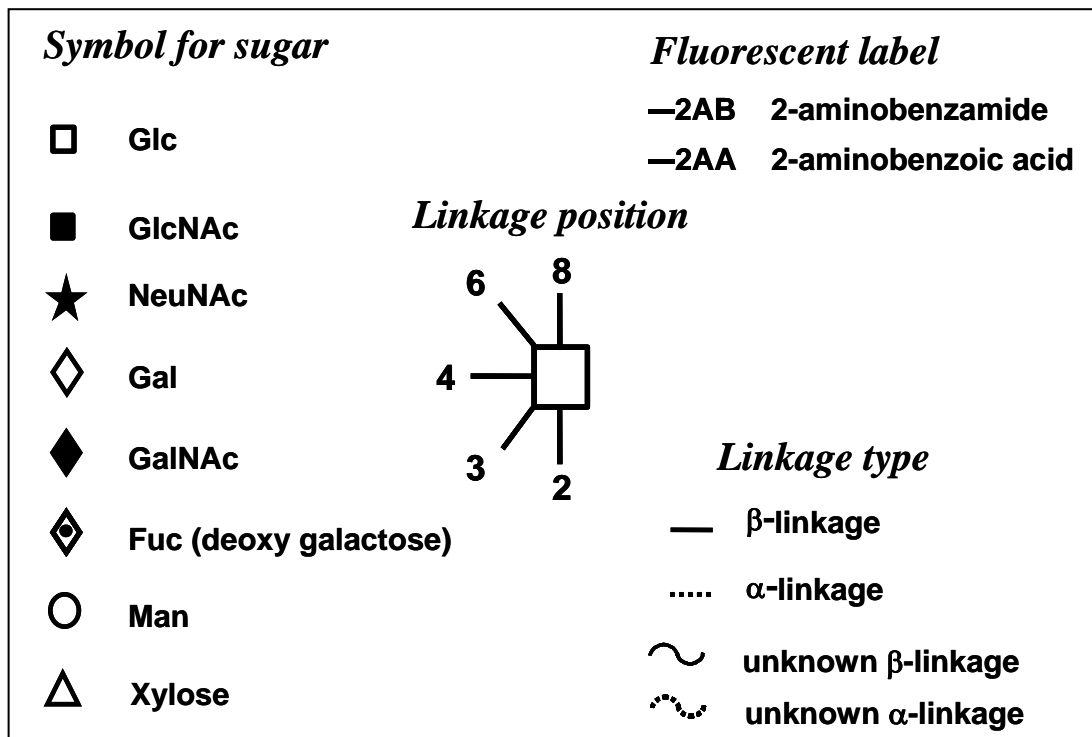 Symbol for sugar
Glc
GlcNAc
NeuNAc
Gal
GalNAc
Fuc (deoxy galactose)
Man
Xylose
Fluorescent label
—2AB 2-aminobenzamide
—2AA 2-aminobenzoic acid
Linkage position
8
6
4
3
2
Linkage type
β-linkage
α-linkage
unknown β-linkage
unknown α-linkage